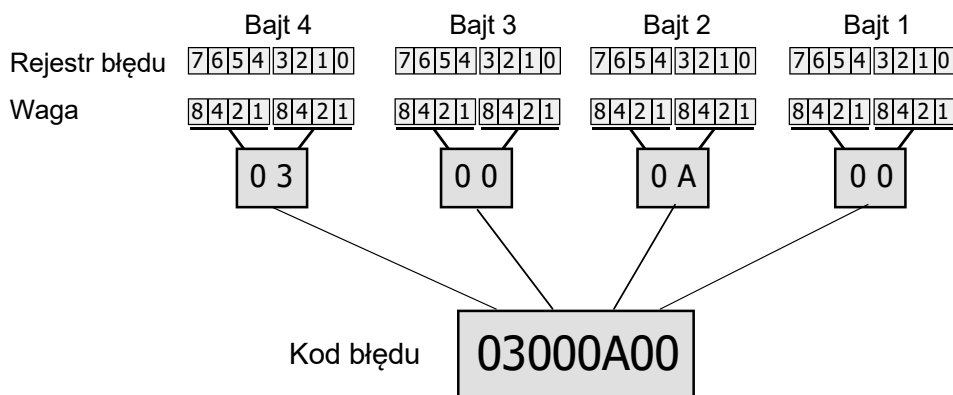 Bajt 4 Bajt 3 Bajt 2 Bajt 1
Rejestr błędu 7 6 5 4 3 2 1 0 7 6 5 4 3 2 1 0 7 6 5 4 3 2 1 0 7 6 5 4 3 2 1 0
Waga 8 4 2 1 8 4 2 1 8 4 2 1 8 4 2 1 8 4 2 1 8 4 2 1 8 4 2 1 8 4 2 1
0 3 0 0 0 A 0 0
Kod błędu 03000A00